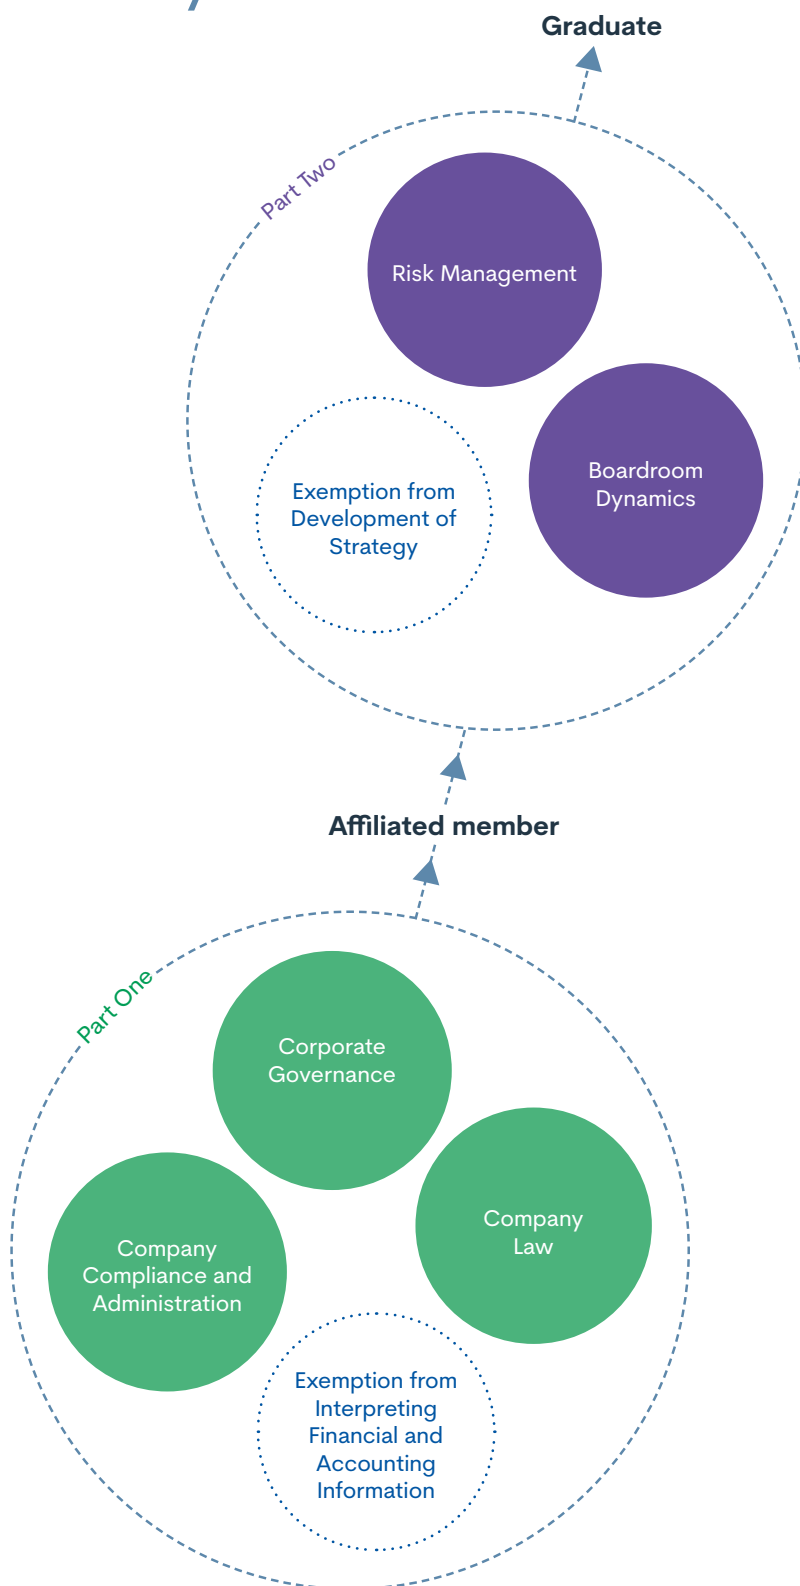 Graduate
Part Two
Risk Management
Boardroom
Dynamics
Exemption from
Development of
Strategy
Affiliated member
Part One
Corporate
Governance
Company
Law
Company
Compliance and
Administration
Exemption from
Interpreting
Financial and
Accounting
Information